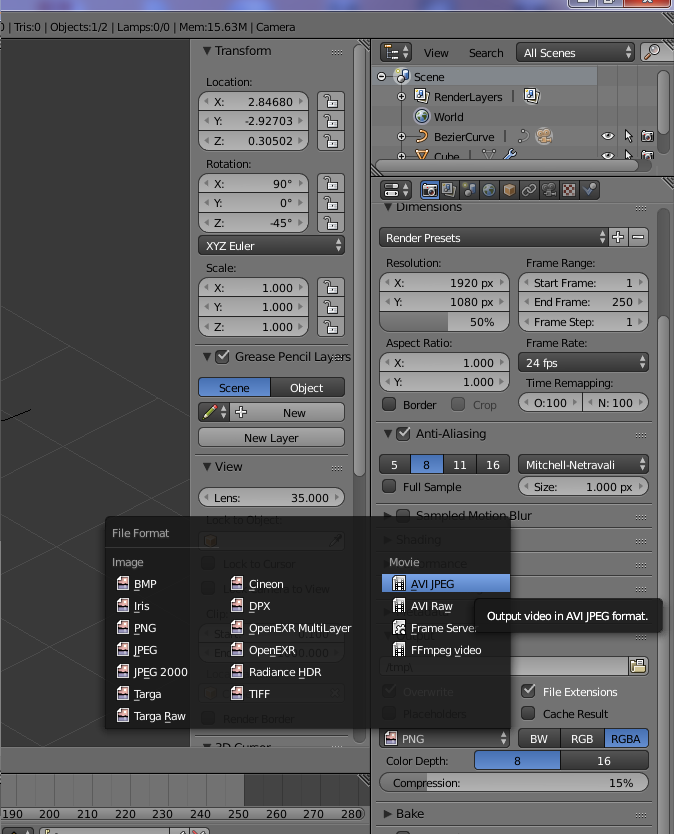 | Tris:0 | Objects:1/2 | Lamps:0/0 | Mem:15.63M | Camera
Transform
Location:
X: 2.84680
Y: -2.92703
Z: 0.30502
Rotation:
X: 90°
Y: 0°
Z: -45°
XYZ Euler
Scale:
X: 1.000
Y: 1.000
Z: 1.000
Grease Pencil Layers
Scene Object
New
New Layer
View
Lens: 35.000
Lock to Object
Lock to Cursor
Render Border
3D Cursor
View Search All Scenes
Scene
RenderLayers |
World
BezierCurve |
Cube |
Dimensions
Render Presets
Resolution:
X: 1920 px
Y: 1080 px
50%
Frame Range:
Start Frame: 1
End Frame: 250
Frame Step: 1
Aspect Ratio:
X: 1.000
Y: 1.000
Frame Rate:
24 fps
Time Remapping:
O:100 N: 100
Border Crop
Anti-Aliasing
5 8 11 16
Mitchell-Netravali
Full Sample
Size: 1.000 px
Sampled Motion Blur
Shading
File Format
Image
BMP
Iris
PNG
JPEG
JPEG 2000
Targa
Targa Raw
Cineon
DPX
OpenEXR MultiLayer
OpenEXR
Radiance HDR
TIFF
Movie
AVI JPEG
AVI Raw
Frame Serve
FFmpeg video
Output video in AVI JPEG format.
/tmp\
Overwrite
File Extensions
Placeholders
Cache Result
PNG
BW RGB RGBA
Color Depth: 8 16
Compression: 15%
Bake
190 200 210 220 230 240 250 260 270 280